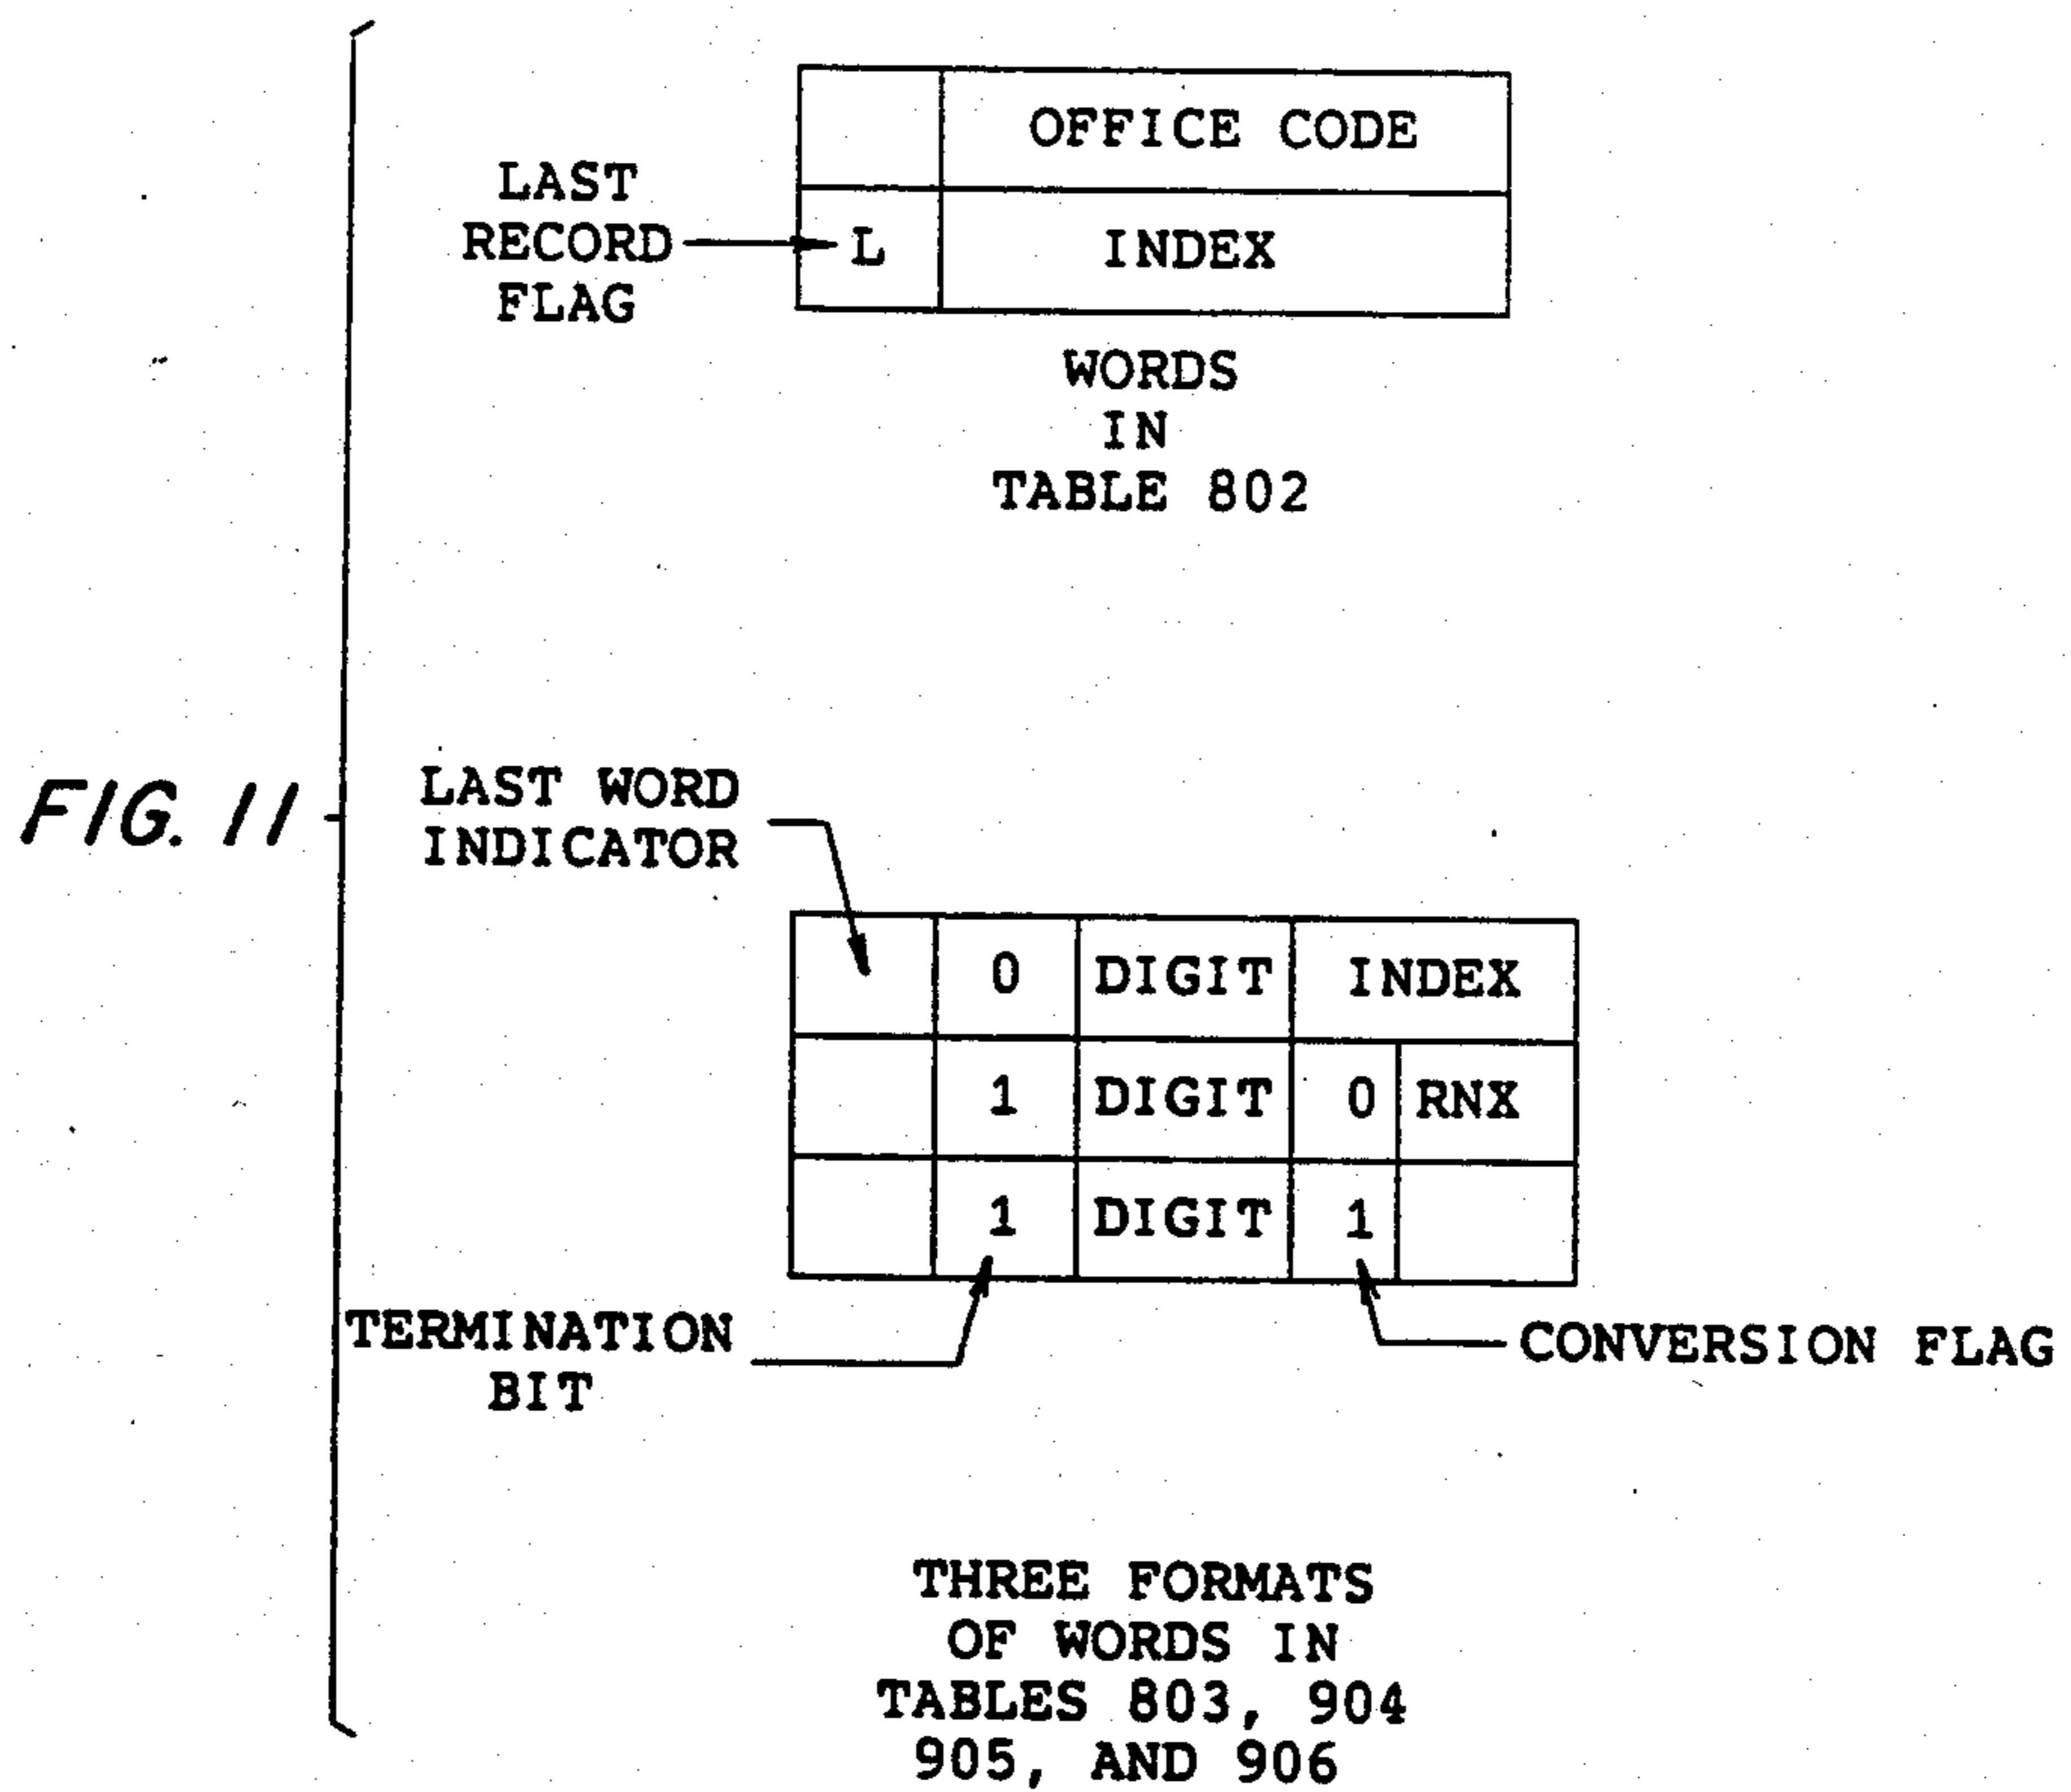 OFFICE CODE
LAST
RECORD
FLAG
L INDEX
WORDS
IN
TABLE 802
FIG. 11
LAST WORD
INDICATOR
0 DIGIT INDEX
1 DIGIT 0 RNX
1 DIGIT 1
TERMINATION
BIT
CONVERSION FLAG
THREE FORMATS
OF WORDS IN
TABLES 803, 904
905, AND 906